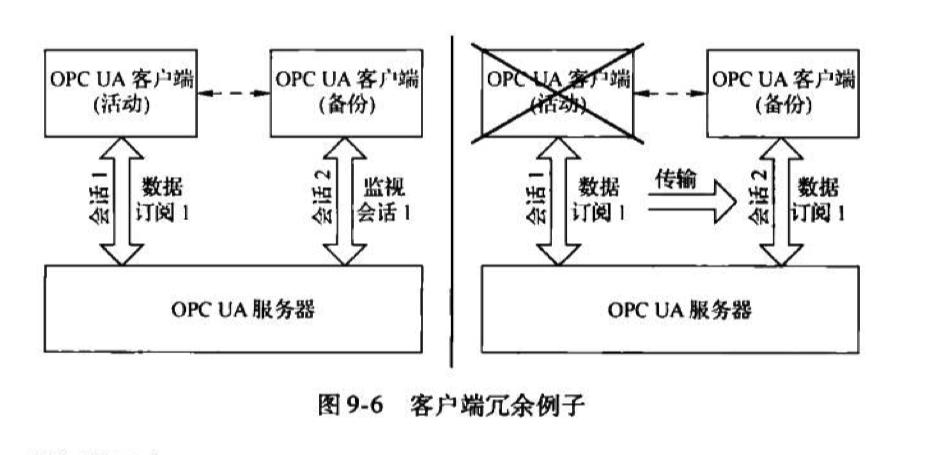 OPC UA 客户端
(活动)
OPC UA 客户端
(备份)
会话 1
数据
订阅 1
会话 2
监视
会话 1
OPC UA 服务器
OPC UA 客户端
(活动)
OPC UA 客户端
(备份)
会话 1
数据
订阅 1
传输
会话 2
数据
订阅 1
OPC UA 服务器
图 9-6 客户端冗余例子